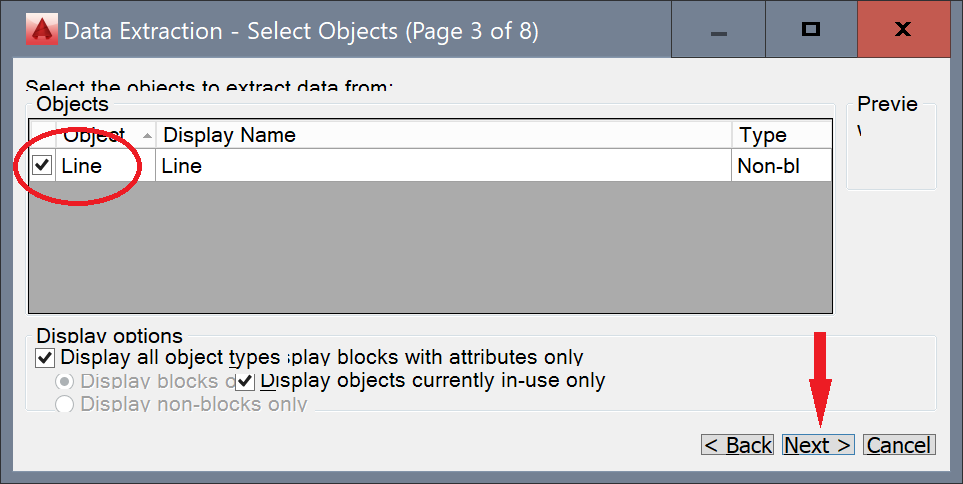 Data Extraction - Select Objects (Page 3 of 8)
Select the objects to extract data from:
Objects
Previe
Object Display Name Type
Line Line Non-bl
Display options
Display all object types play blocks with attributes only
Display blocks Display objects currently in-use only
Display non-blocks only
< Back Next > Cancel